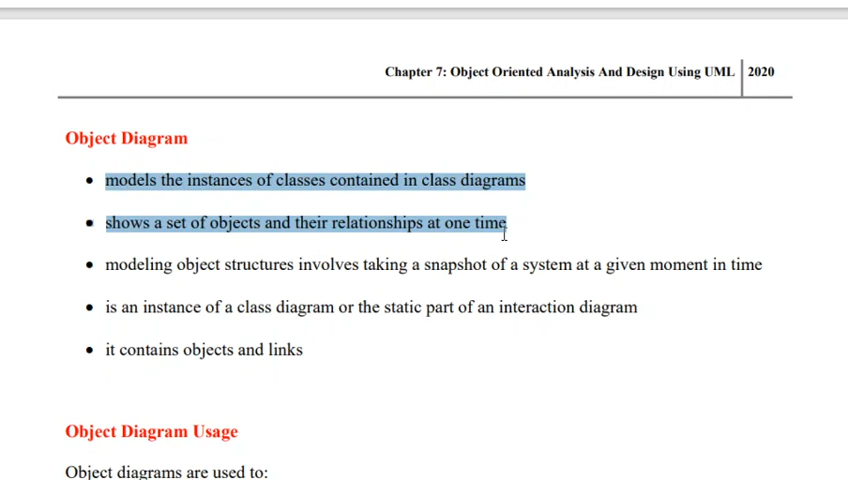 Chapter 7: Object Oriented Analysis And Design Using UML 2020
Object Diagram
• models the instances of classes contained in class diagrams
• shows a set of objects and their relationships at one time
• modeling object structures involves taking a snapshot of a system at a given moment in time
• is an instance of a class diagram or the static part of an interaction diagram
• it contains objects and links
Object Diagram Usage
Object diagrams are used to: